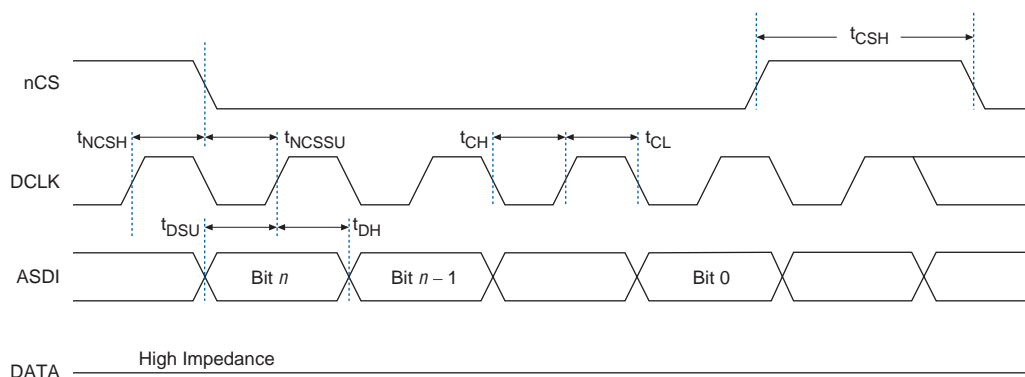 tCSH
nCS
tNCSH
tNCSSU
tCH
tCL
DCLK
tDSU
tDH
ASDI
Bit n
Bit n – 1
Bit 0
High Impedance
DATA